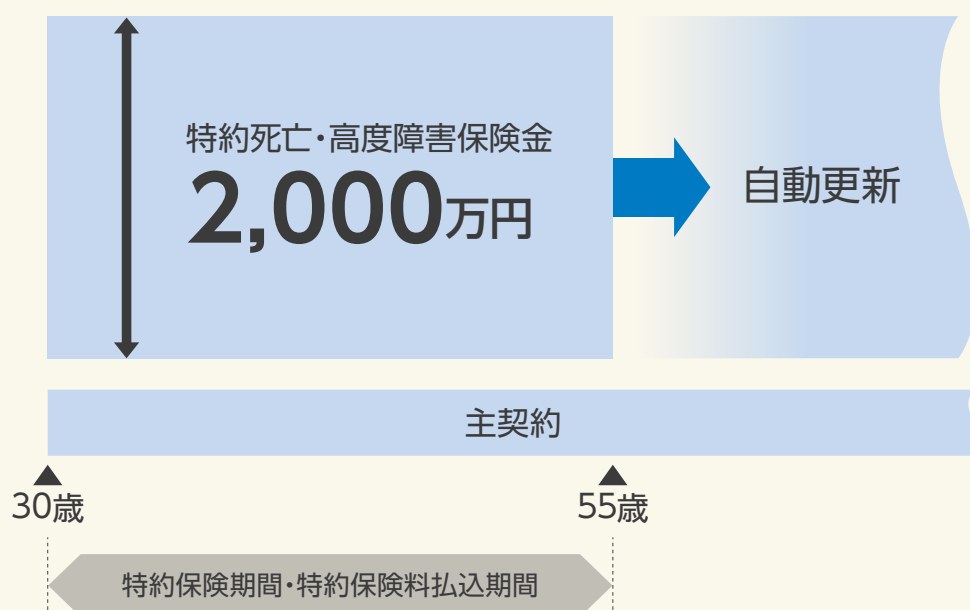 特約死亡・高度障害保険金
2,000万円
自動更新
主契約
30歳
55歳
特約保険期間・特約保険料払込期間